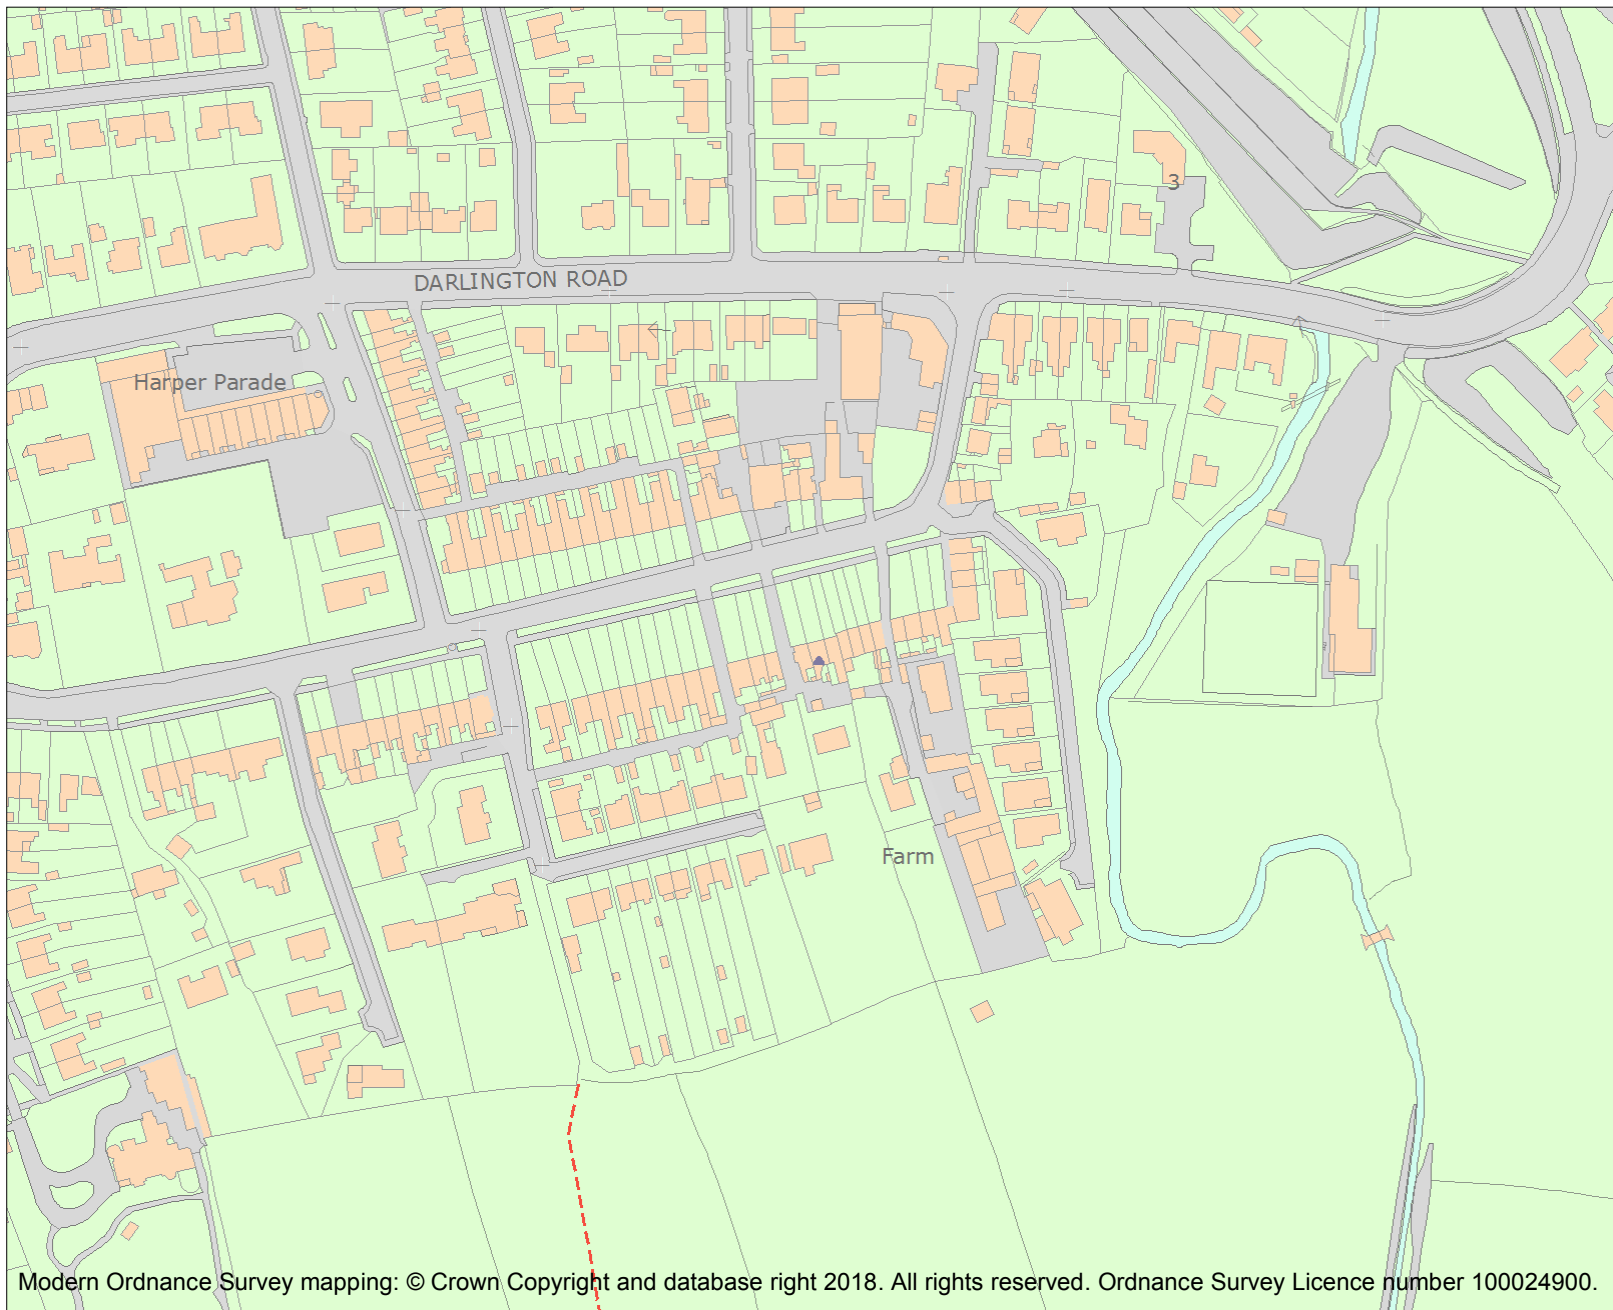 3
DARLINGTON ROAD
Harper Parade
Farm
Modern Ordnance Survey mapping: © Crown Copyright and database right 2018. All rights reserved. Ordnance Survey Licence number 100024900.